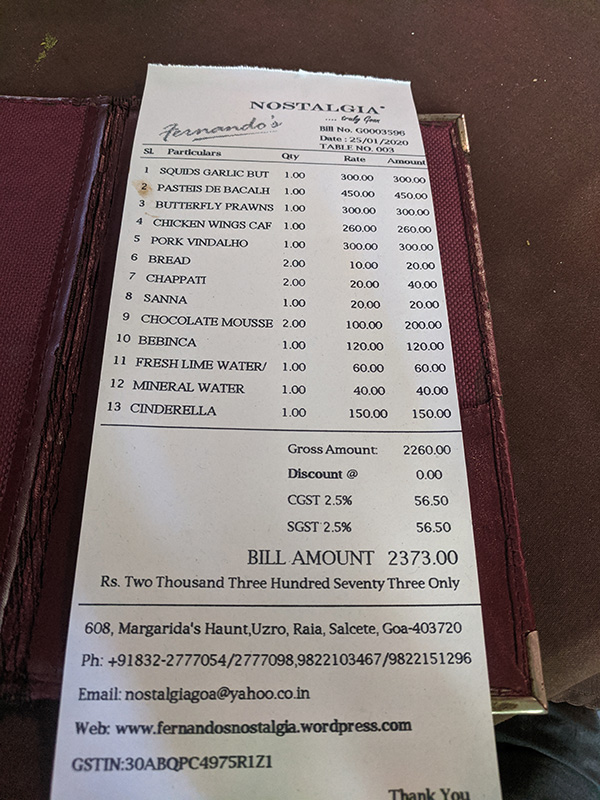 NOSTALGIA
.... truly Goan
Fernando's
Bill No. G0003596
Date : 25/01/2020
TABLE NO. 003
Sl. Particulars Qty Rate Amount
1 SQUIDS GARLIC BUT 1.00 300.00 300.00
2 PASTEIS DE BACALH 1.00 450.00 450.00
3 BUTTERFLY PRAWNS 1.00 300.00 300.00
4 CHICKEN WINGS CAF 1.00 260.00 260.00
5 PORK VINDALHO 1.00 300.00 300.00
6 BREAD 2.00 10.00 20.00
7 CHAPPATI 2.00 20.00 40.00
8 SANNA 1.00 20.00 20.00
9 CHOCOLATE MOUSSE 2.00 100.00 200.00
10 BEBINCA 1.00 120.00 120.00
11 FRESH LIME WATER/ 1.00 60.00 60.00
12 MINERAL WATER 1.00 40.00 40.00
13 CINDERELLA 1.00 150.00 150.00
Gross Amount: 2260.00
Discount @ 0.00
CGST 2.5% 56.50
SGST 2.5% 56.50
BILL AMOUNT 2373.00
Rs. Two Thousand Three Hundred Seventy Three Only
608, Margarida's Haunt,Uzro, Raia, Salcete, Goa-403720
Ph: +91832-2777054/2777098,9822103467/9822151296
Email: nostalgiagoa@yahoo.co.in
Web: www.fernandosnostalgia.wordpress.com
GSTIN:30ABQPC4975R1Z1
Thank You